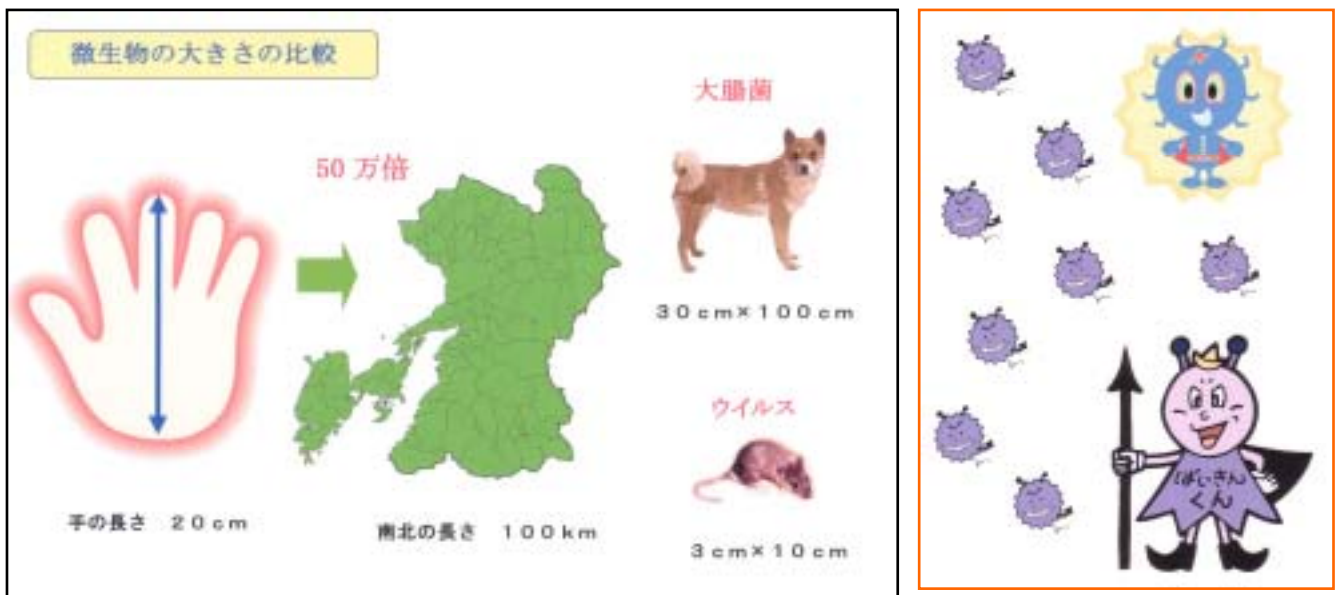 微生物の大きさの比較
大腸菌
50万倍
30cm×100cm
ウイルス
手の長さ 20cm
南北の長さ 100km
3cm×10cm
ばいきん
くん